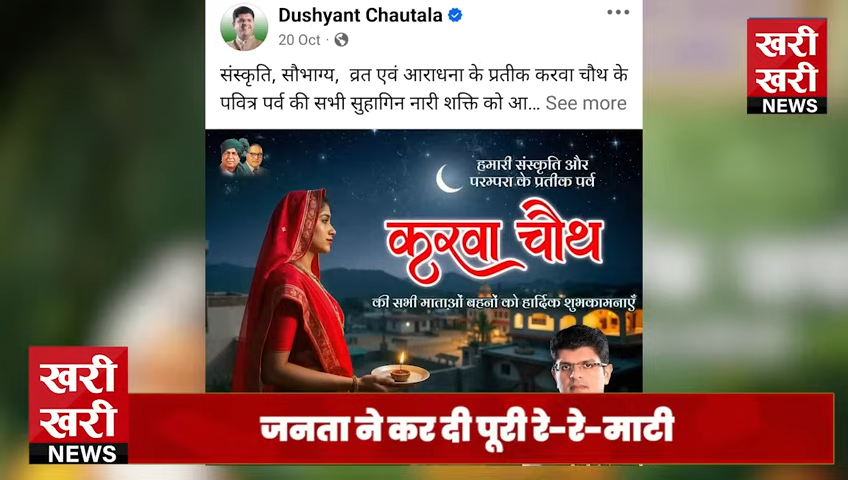 Dushyant Chautala
20 Oct
संस्कृति, सौभाग्य, व्रत एवं आराधना के प्रतीक करवा चौथ के
पवित्र पर्व की सभी सुहागिन नारी शक्ति को आ... See more
खरी
खरी
NEWS
हमारी संस्कृति और
परम्परा के प्रतीक पर्व
करवा चौथ
की सभी माताओं बहनों को हार्दिक शुभकामनाएँ
खरी
खरी
NEWS
जनता ने कर दी पूरी रे-रे-माटी